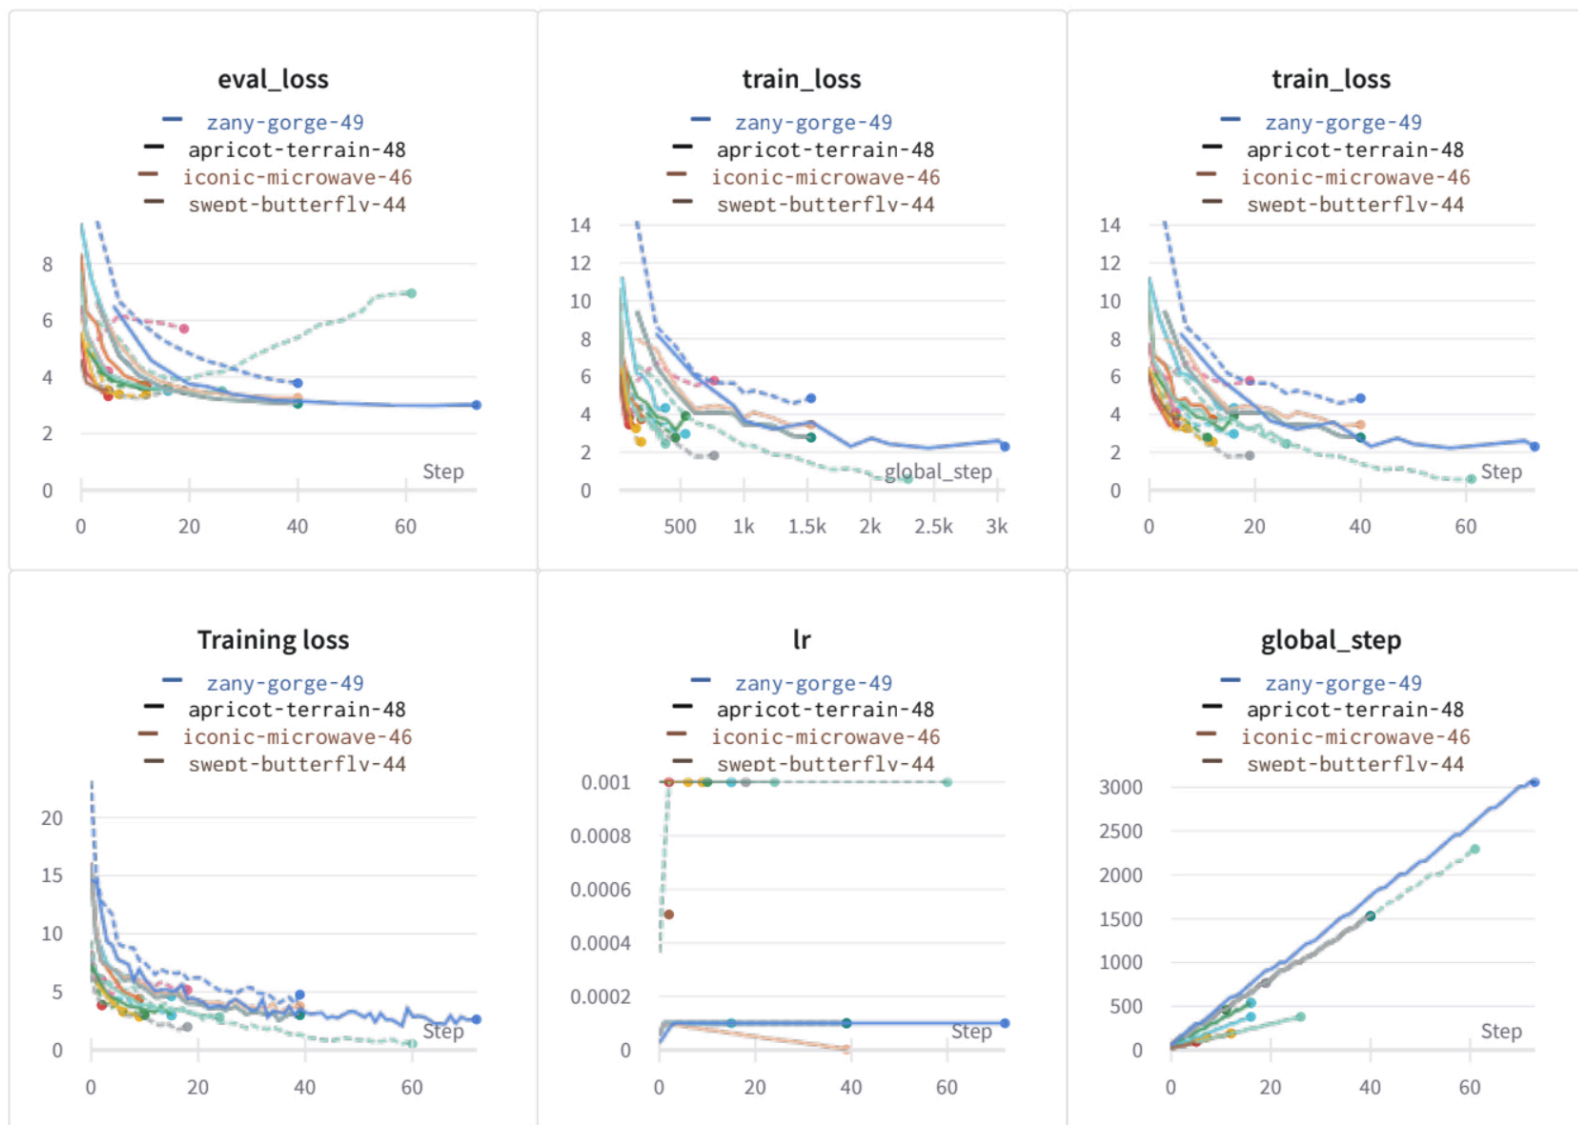 eval_loss
zany-gorge-49
apricot-terrain-48
iconic-microwave-46
swept-butterfly-44
8
6
4
2
0
Step
0 20 40 60
train_loss
zany-gorge-49
apricot-terrain-48
iconic-microwave-46
swept-butterfly-44
14
12
10
8
6
4
2
0
global_step
500 1k 1.5k 2k 2.5k 3k
train_loss
zany-gorge-49
apricot-terrain-48
iconic-microwave-46
swept-butterfly-44
14
12
10
8
6
4
2
0
Step
0 20 40 60
Training loss
zany-gorge-49
apricot-terrain-48
iconic-microwave-46
swept-butterfly-44
20
15
10
5
0
Step
0 20 40 60
lr
zany-gorge-49
apricot-terrain-48
iconic-microwave-46
swept-butterfly-44
0.001
0.0008
0.0006
0.0004
0.0002
0
Step
0 20 40 60
global_step
zany-gorge-49
apricot-terrain-48
iconic-microwave-46
swept-butterfly-44
3000
2500
2000
1500
1000
500
0
Step
0 20 40 60